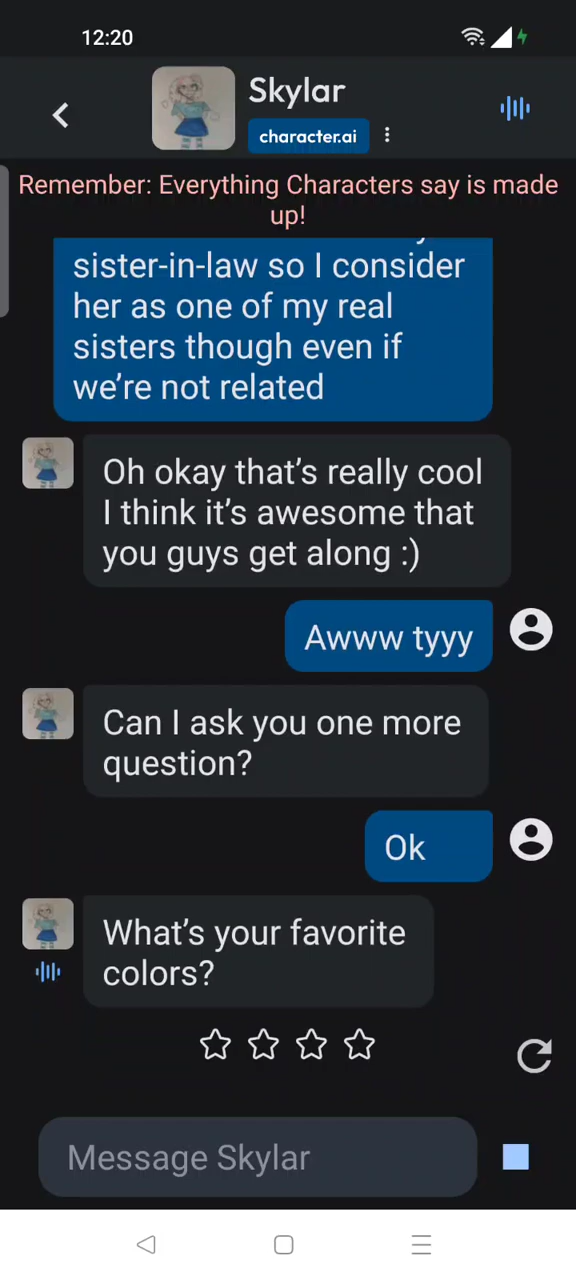 12:20
Skylar
character.ai
Remember: Everything Characters say is made
up!
sister-in-law so I consider
her as one of my real
sisters though even if
we're not related
Oh okay that's really cool
I think it's awesome that
you guys get along :)
Awww tyyy
Can I ask you one more
question?
Ok
What's your favorite
colors?
Message Skylar